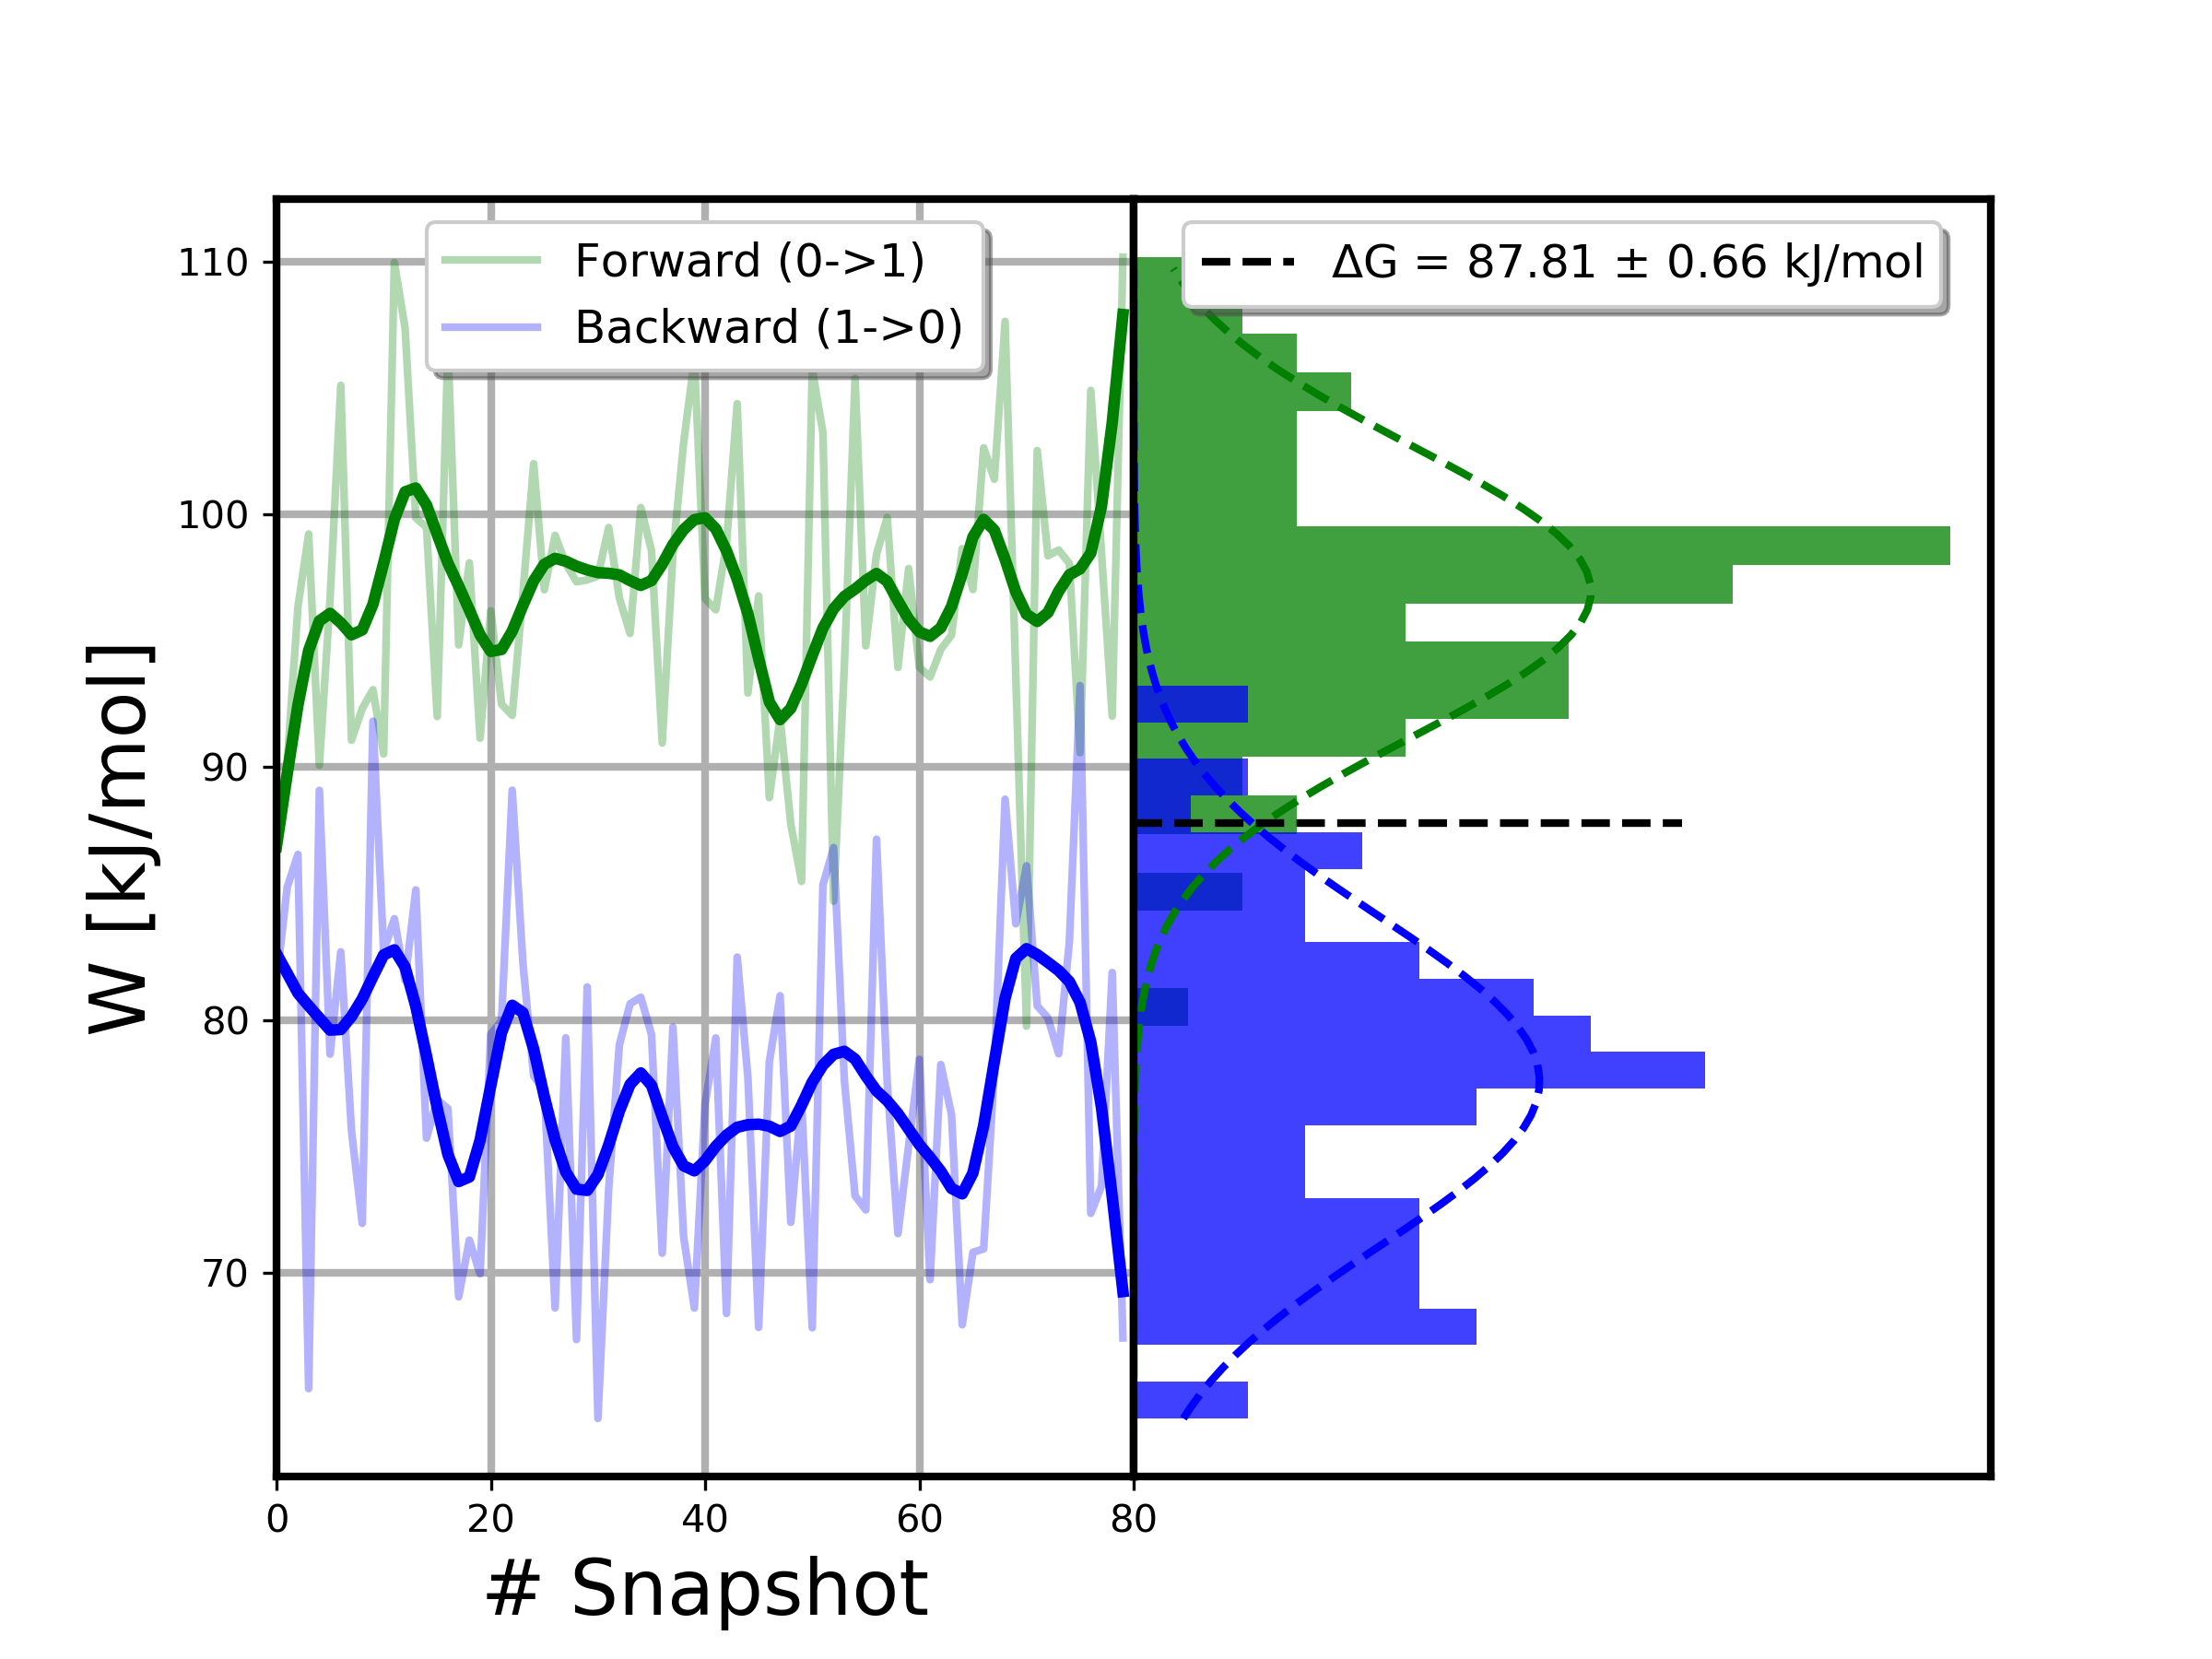 Forward (0->1)
Backward (1->0)
ΔG = 87.81 ± 0.66 kJ/mol
110
100
90
80
70
W [kJ/mol]
0 20 40 60 80
# Snapshot